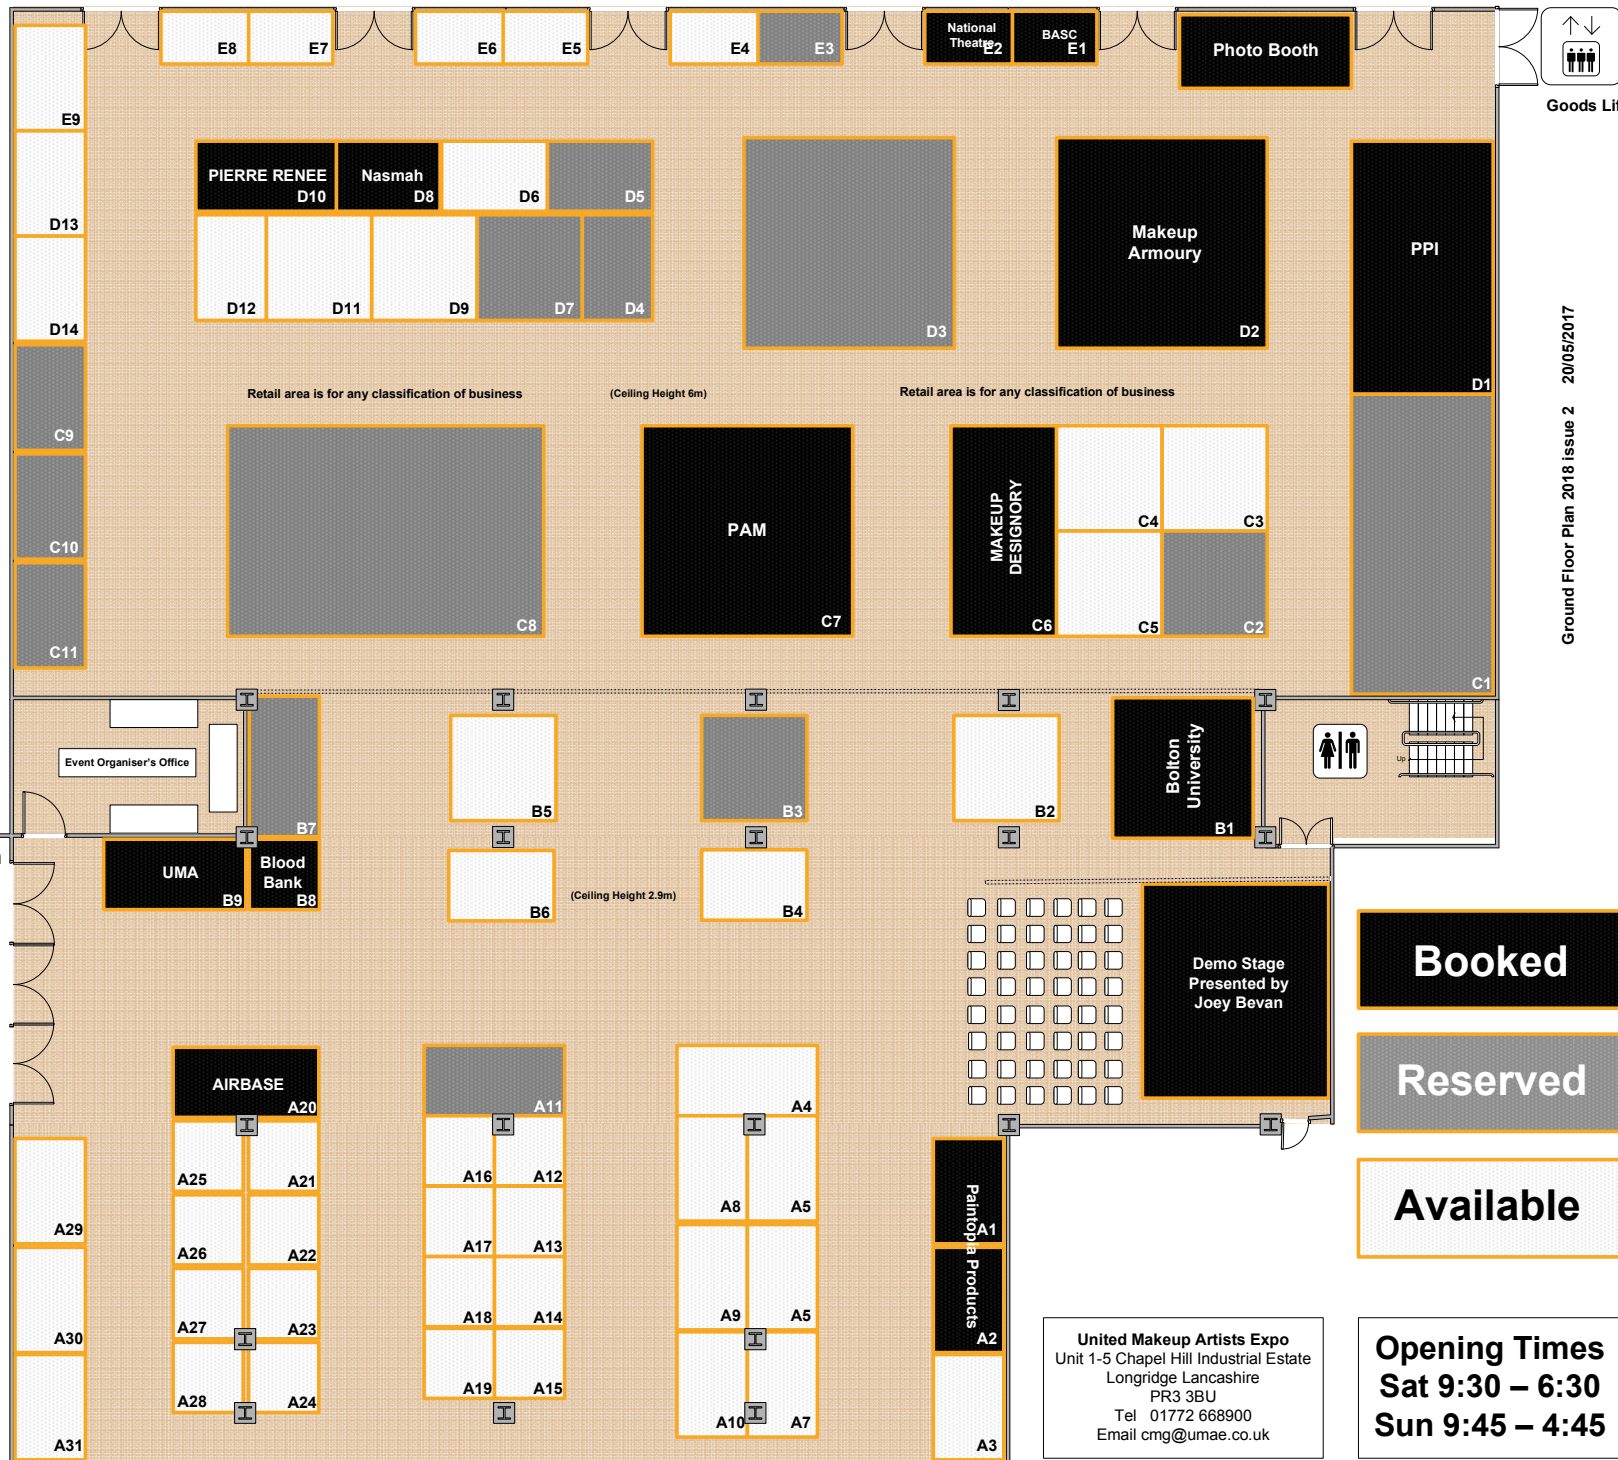 E8
E7
E6
E5
E4
E3
National
Theatre
E2
BASC
E1
Photo Booth
Goods Lif
E9
D13
D14
PIERRE RENEE
D10
Nasmah
D8
D6
D5
D12
D11
D9
D7
D4
D3
Makeup
Armoury
D2
PPI
D1
Ground Floor Plan 2018 issue 2    20/05/2017
Retail area is for any classification of business
(Ceiling Height 6m)
Retail area is for any classification of business
C9
C10
C11
C8
PAM
C7
MAKEUP
DESIGNORY
C6
C4
C3
C5
C2
C1
Event Organiser's Office
B7
B5
B3
B2
Bolton
University
B1
Up
UMA
B9
Blood
Bank
B8
B6
(Ceiling Height 2.9m)
B4
Demo Stage
Presented by
Joey Bevan
Booked
Reserved
Available
AIRBASE
A20
A11
A4
A25
A21
A16
A12
A8
A5
A29
A26
A22
A17
A13
A27
A23
A18
A14
A9
A5
A30
A28
A24
A19
A15
A10
A7
A31
Paintopia Products
A1
A2
A3
United Makeup Artists Expo
Unit 1-5 Chapel Hill Industrial Estate
Longridge Lancashire
PR3 3BU
Tel   01772 668900
Email cmg@umae.co.uk
Opening Times
Sat 9:30 – 6:30
Sun 9:45 – 4:45